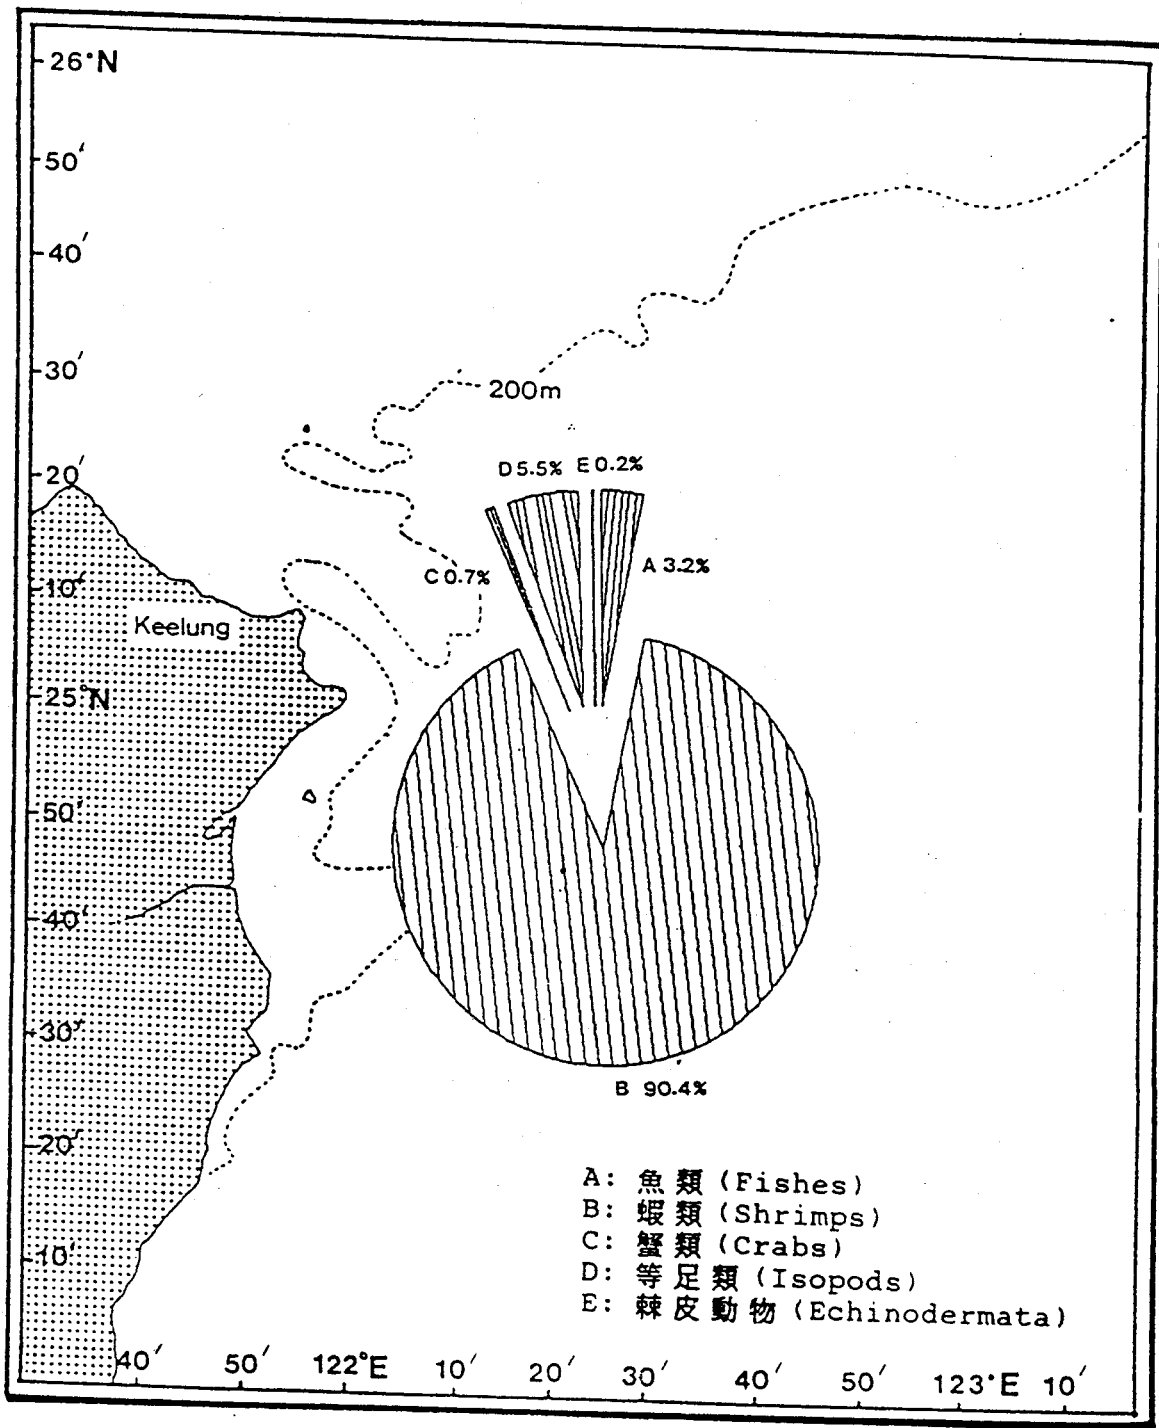 26°N
50′
40′
30′
200m
20′
D 5.5% E 0.2%
A 3.2%
C 0.7%
10′
Keelung
25°N
50′
40′
30′
B 90.4%
20′
A: 魚類 (Fishes)
B: 蝦類 (Shrimps)
C: 蟹類 (Crabs)
10′
D: 等足類 (Isopods)
E: 棘皮動物 (Echinodermata)
40′ 50′ 122°E 10′ 20′ 30′ 40′ 50′ 123°E 10′